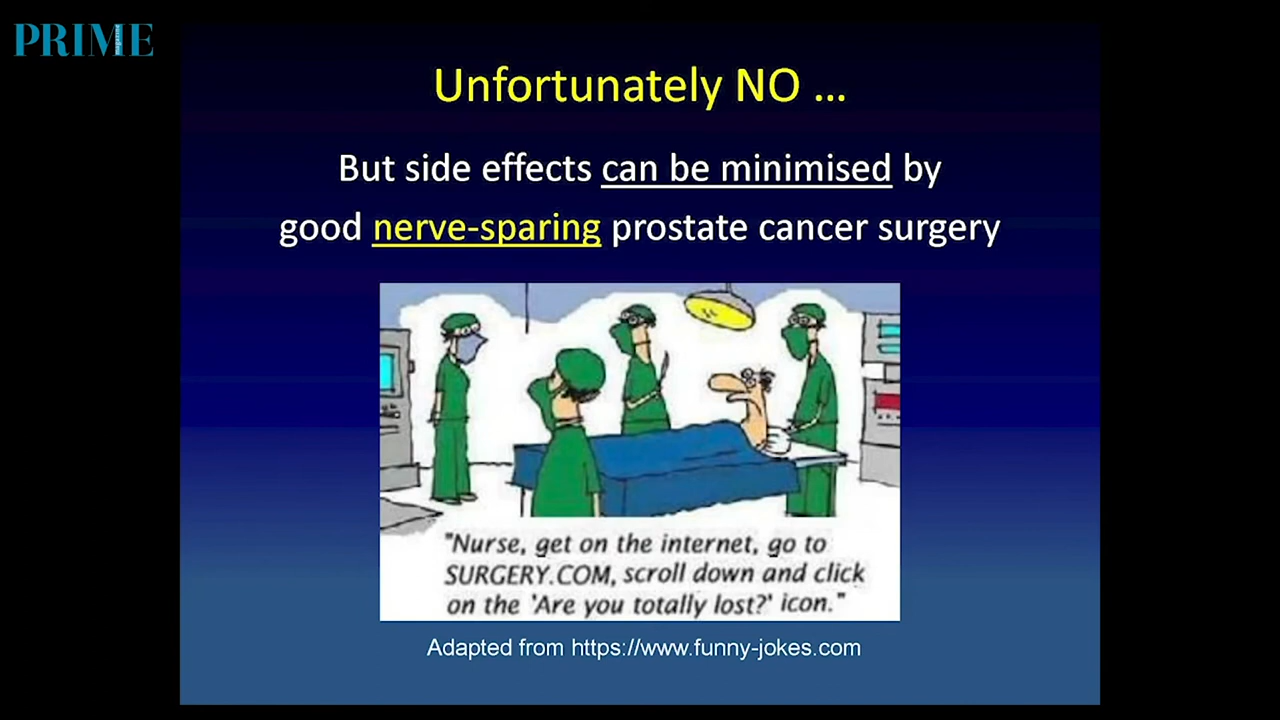 PRIME
magazine
Unfortunately NO ...
But side effects can be minimised by
good nerve-sparing prostate cancer surgery
"Nurse, get on the internet, go to
SURGERY.COM, scroll down and click
on the 'Are you totally lost?' icon."
Adapted from https://www.funny-jokes.com